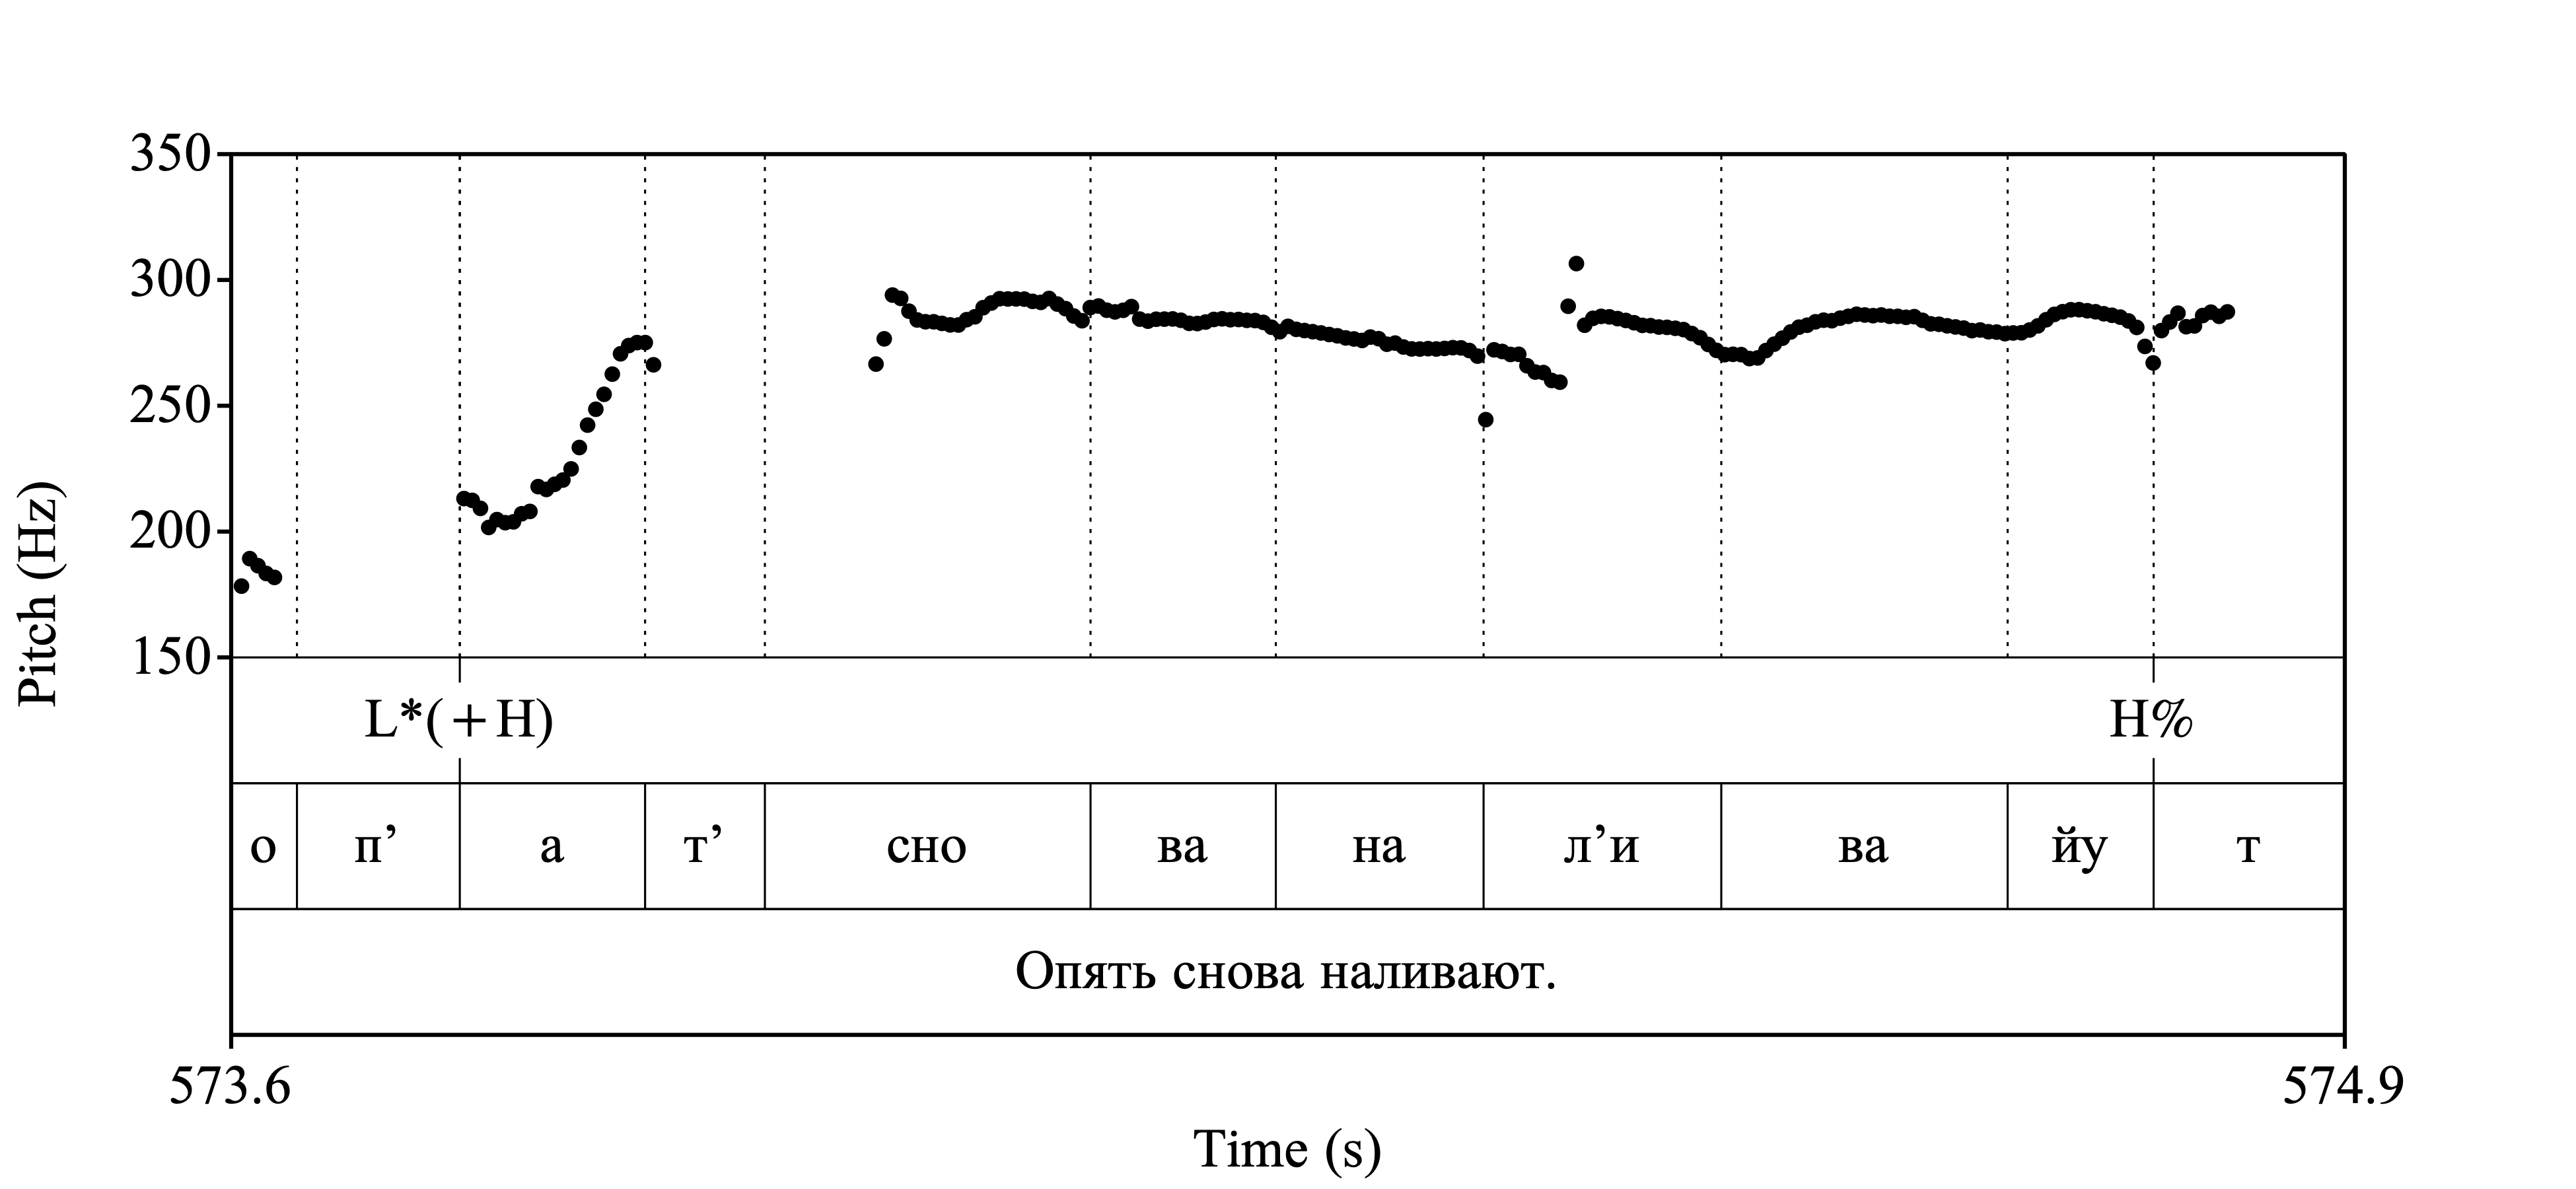 350
300
250
200
150
Pitch (Hz)
L*(+H) H%
о п’ а т’ сно ва на л’и ва йу т
Опять снова наливают.
573.6 574.9
Time (s)